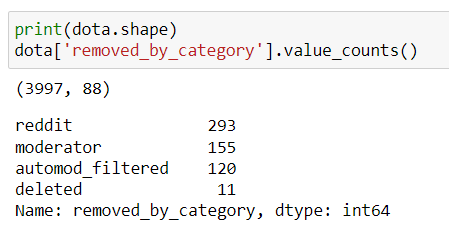 print(dota.shape)
dota['removed_by_category'].value_counts()
(3997, 88)
reddit 293
moderator 155
automod_filtered 120
deleted 11
Name: removed_by_category, dtype: int64